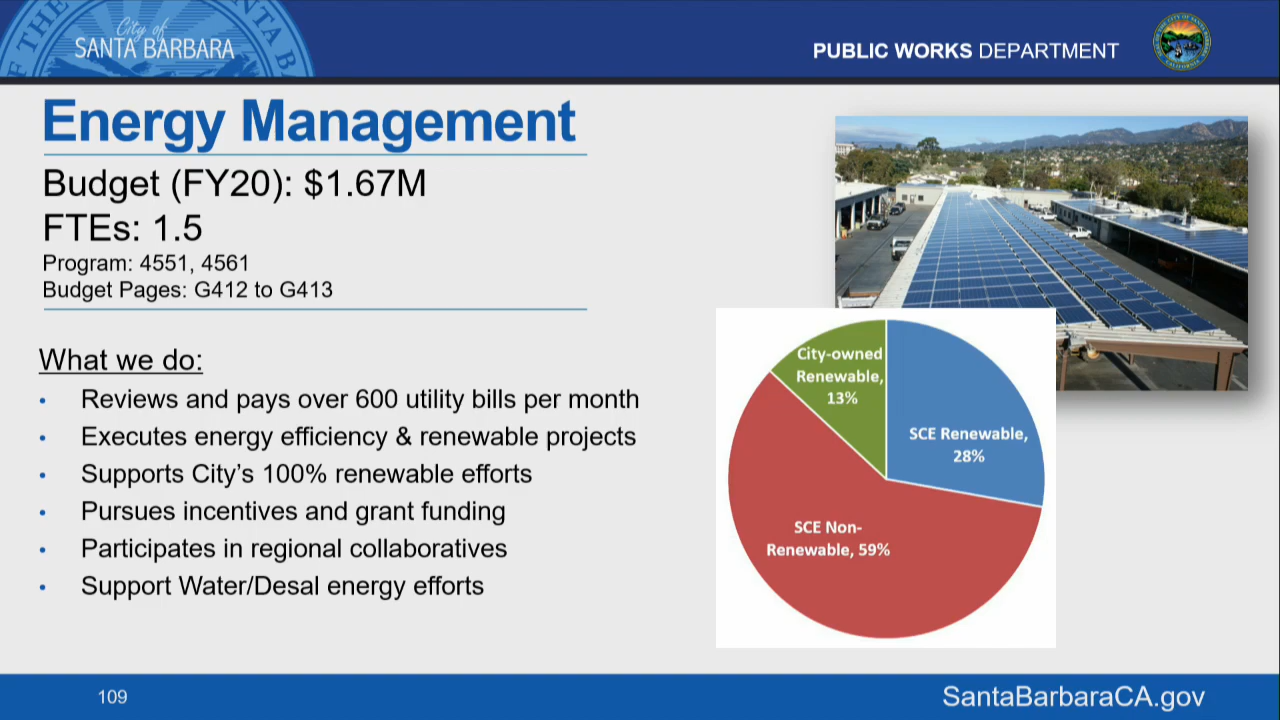 City of
SANTA BARBARA
PUBLIC WORKS DEPARTMENT
Energy Management
Budget (FY20): $1.67M
FTEs: 1.5
Program: 4551, 4561
Budget Pages: G412 to G413
What we do:
• Reviews and pays over 600 utility bills per month
• Executes energy efficiency & renewable projects
• Supports City’s 100% renewable efforts
• Pursues incentives and grant funding
• Participates in regional collaboratives
• Support Water/Desal energy efforts
City-owned
Renewable,
13%
SCE Renewable,
28%
SCE Non-
Renewable, 59%
109
SantaBarbaraCA.gov